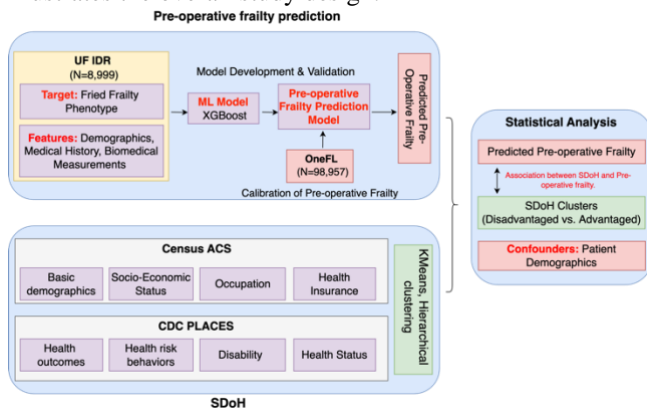 Pre-operative frailty prediction
UF IDR
(N=8,999)
Target: Fried Frailty
Phenotype
Features: Demographics,
Medical History, Biomedical
Measurements
Model Development & Validation
ML Model
XGBoost
Pre-operative
Frailty Prediction
Model
OneFL
(N=98,957)
Calibration of Pre-operative Frailty
Predicted Pre-
Operative Frailty
Census ACS
Basic
demographics
Socio-Economic
Status
Occupation
Health
Insurance
CDC PLACES
Health
outcomes
Health risk
behaviors
Disability
Health Status
KMeans, Hierarchical
clustering
SDoH
Statistical Analysis
Predicted Pre-operative Frailty
Association between SDoH and Pre-
operative frailty.
SDoH Clusters
(Disadvantaged vs. Advantaged)
Confounders: Patient
Demographics